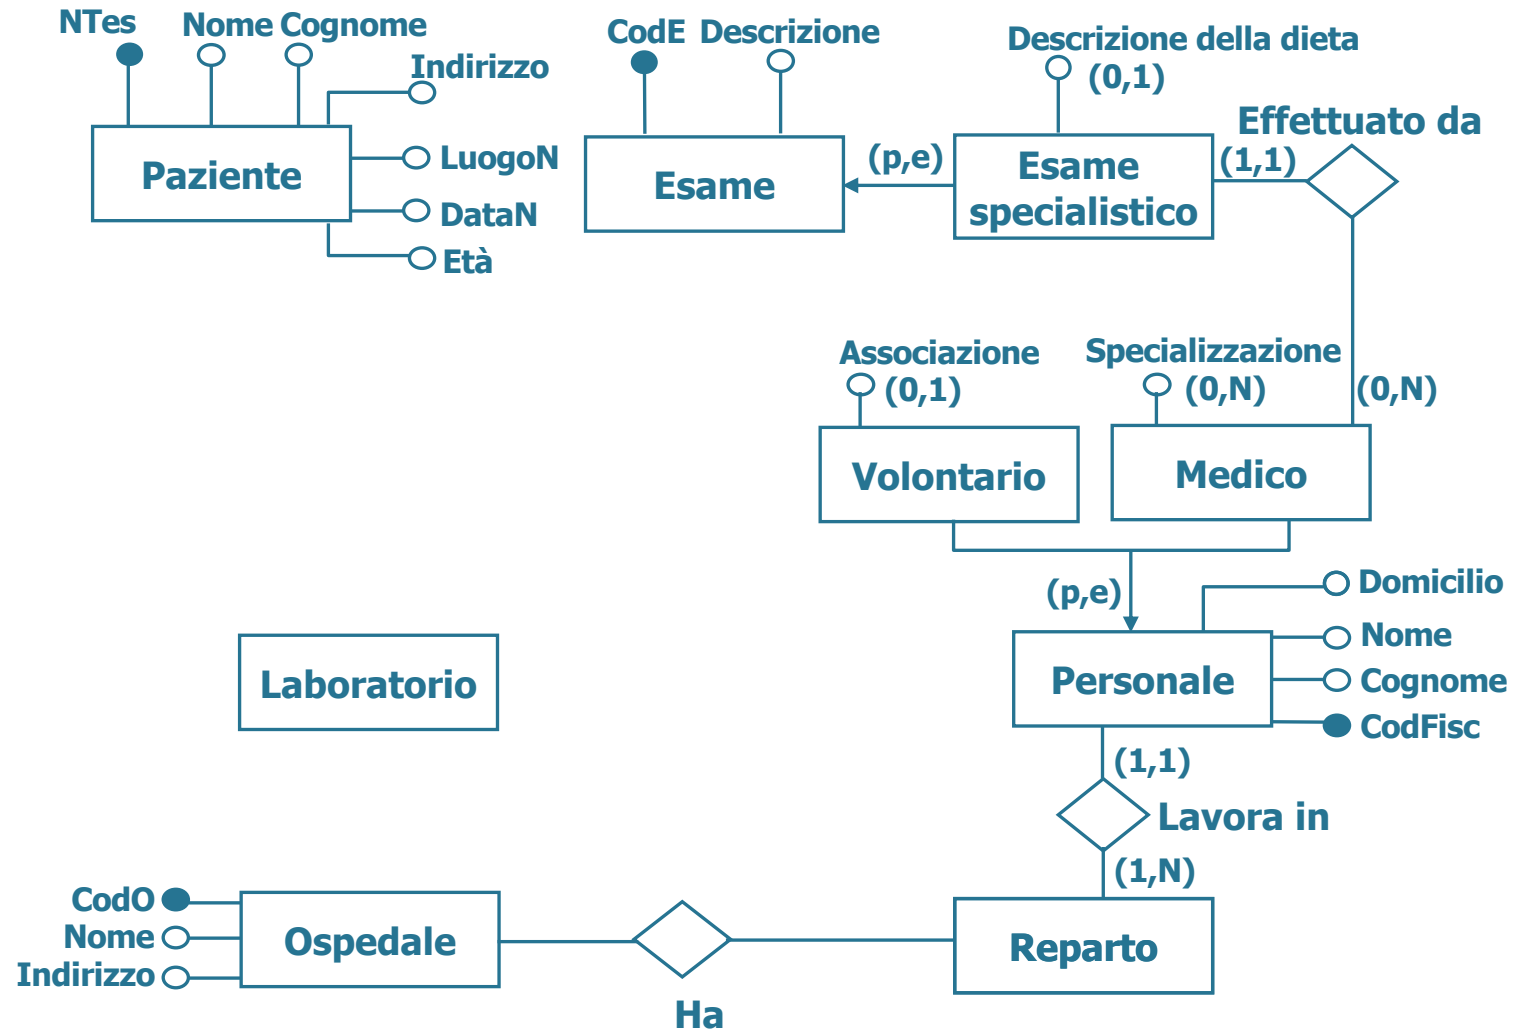 NTes
Nome Cognome
Indirizzo
LuogoN
DataN
Età
Paziente
CodE Descrizione
Esame
(p,e)
Descrizione della dieta
(0,1)
Esame
specialistico
Effettuato da
(1,1)
(0,N)
Associazione
(0,1)
Volontario
Specializzazione
(0,N)
Medico
(p,e)
Domicilio
Nome
Cognome
CodFisc
Personale
Laboratorio
(1,1)
Lavora in
(1,N)
CodO
Nome
Indirizzo
Ospedale
Ha
Reparto